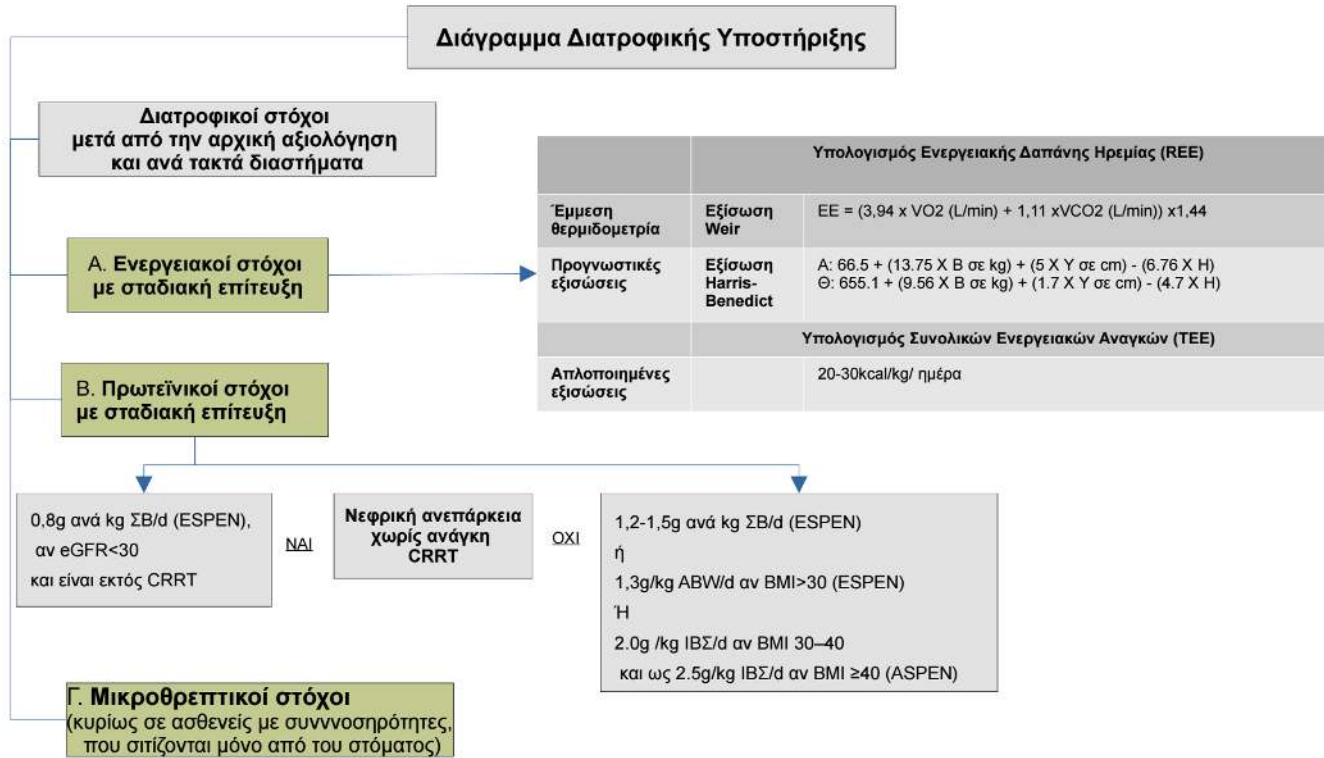 Διάγραμμα Διατροφικής Υποστήριξης
Διατροφικοί στόχοι
μετά από την αρχική αξιολόγηση
και ανά τακτά διαστήματα
Α. Ενεργειακοί στόχοι
με σταδιακή επίτευξη
Υπολογισμός Ενεργειακής Δαπάνης Ηρεμίας (REE)
Έμμεση
θερμιδομετρία
Εξίσωση
Weir
EE = (3,94 x VO2 (L/min) + 1,11 xVCO2 (L/min)) x1,44
Προγνωστικές
εξισώσεις
Εξίσωση
Harris-
Benedict
Α: 66.5 + (13.75 X Β σε kg) + (5 X Υ σε cm) - (6.76 X Η)
Θ: 655.1 + (9.56 X Β σε kg) + (1.7 X Υ σε cm) - (4.7 X Η)
Υπολογισμός Συνολικών Ενεργειακών Αναγκών (TEE)
Απλοποιημένες
εξισώσεις
20-30kcal/kg/ ημέρα
Β. Πρωτεϊνικοί στόχοι
με σταδιακή επίτευξη
0,8g ανά kg ΣΒ/d (ESPEN),
αν eGFR<30
και είναι εκτός CRRT
ΝΑΙ
Νεφρική ανεπάρκεια
χωρίς ανάγκη
CRRT
ΟΧΙ
1,2-1,5g ανά kg ΣΒ/d (ESPEN)
ή
1,3g/kg ABW/d αν BMI>30 (ESPEN)
Ή
2.0g /kg ΙΒΣ/d αν BMI 30–40
και ως 2.5g/kg ΙΒΣ/d αν BMI ≥40 (ASPEN)
Γ. Μικροθρεπτικοί στόχοι
(κυρίως σε ασθενείς με συνννοσηρότητες,
που σιτίζονται μόνο από του στόματος)